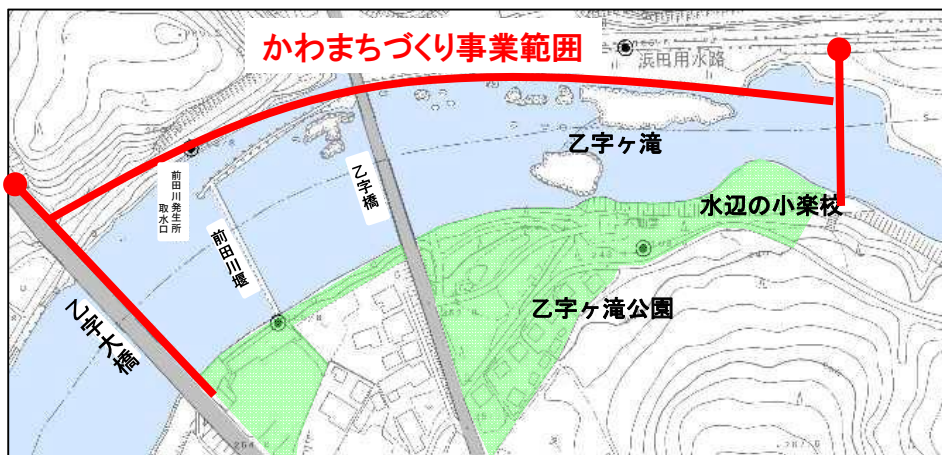 かわまちづくり事業範囲
浜田用水路
乙字ヶ滝
水辺の小楽校
乙字ヶ滝公園
乙字橋
前田川堰
前田川発生所
取水口
乙字大橋